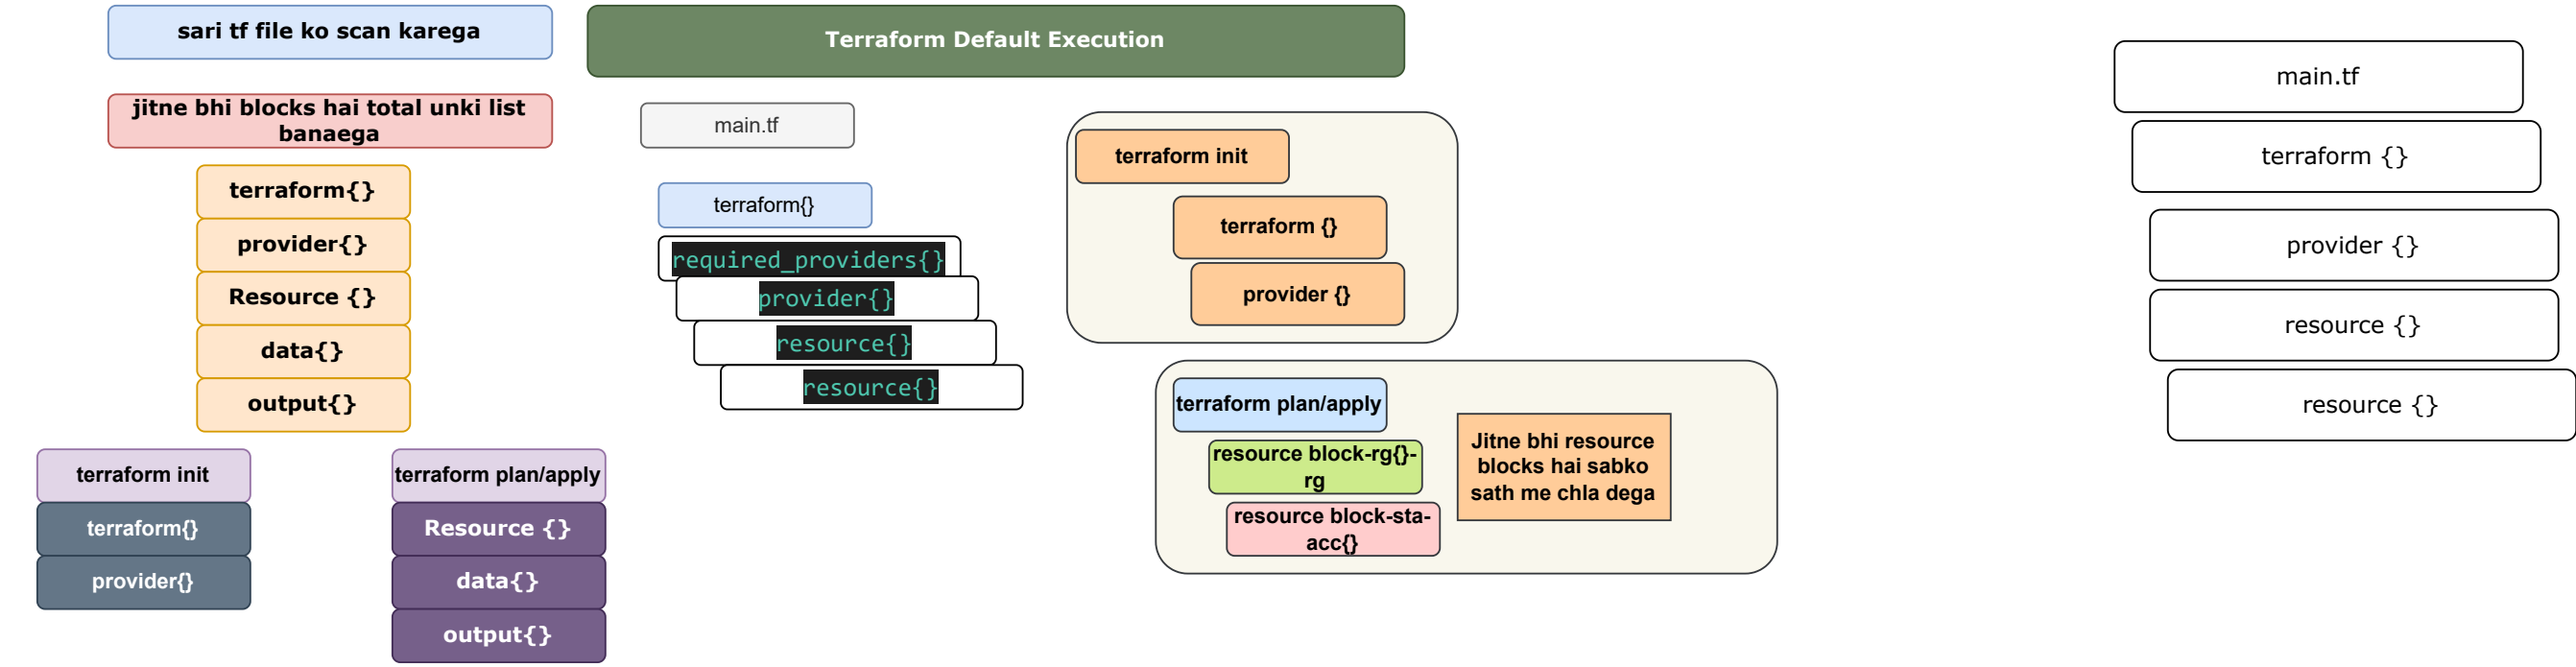 sari tf file ko scan karega
jitne bhi blocks hai total unki list
banaega
terraform{}
provider{}
Resource {}
data{}
output{}
terraform init
terraform{}
provider{}
terraform plan/apply
Resource {}
data{}
output{}
Terraform Default Execution
main.tf
terraform{}
required_providers{}
provider{}
resource{}
resource{}
terraform init
terraform {}
provider {}
terraform plan/apply
resource block-rg{}-
rg
resource block-sta-
acc{}
Jitne bhi resource
blocks hai sabko
sath me chla dega
main.tf
terraform {}
provider {}
resource {}
resource {}